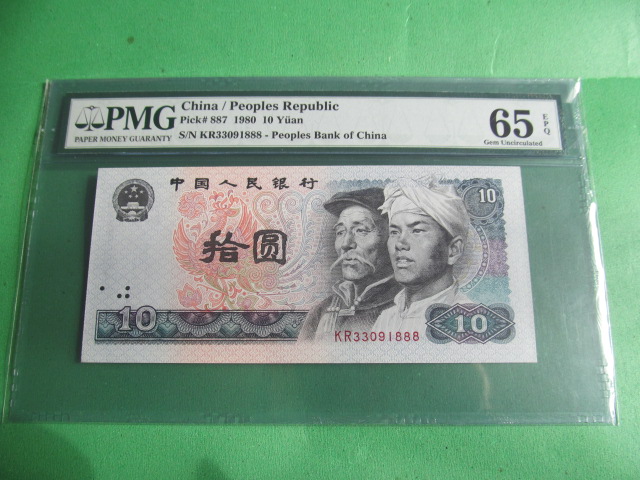 PMG
PAPER MONEY GUARANTY
China / Peoples Republic
Pick# 887 1980 10 Yüan
S/N KR33091888 - Peoples Bank of China
65 EPQ
Gem Uncirculated
中国人民银行
10
拾圆
10
KR33091888
10